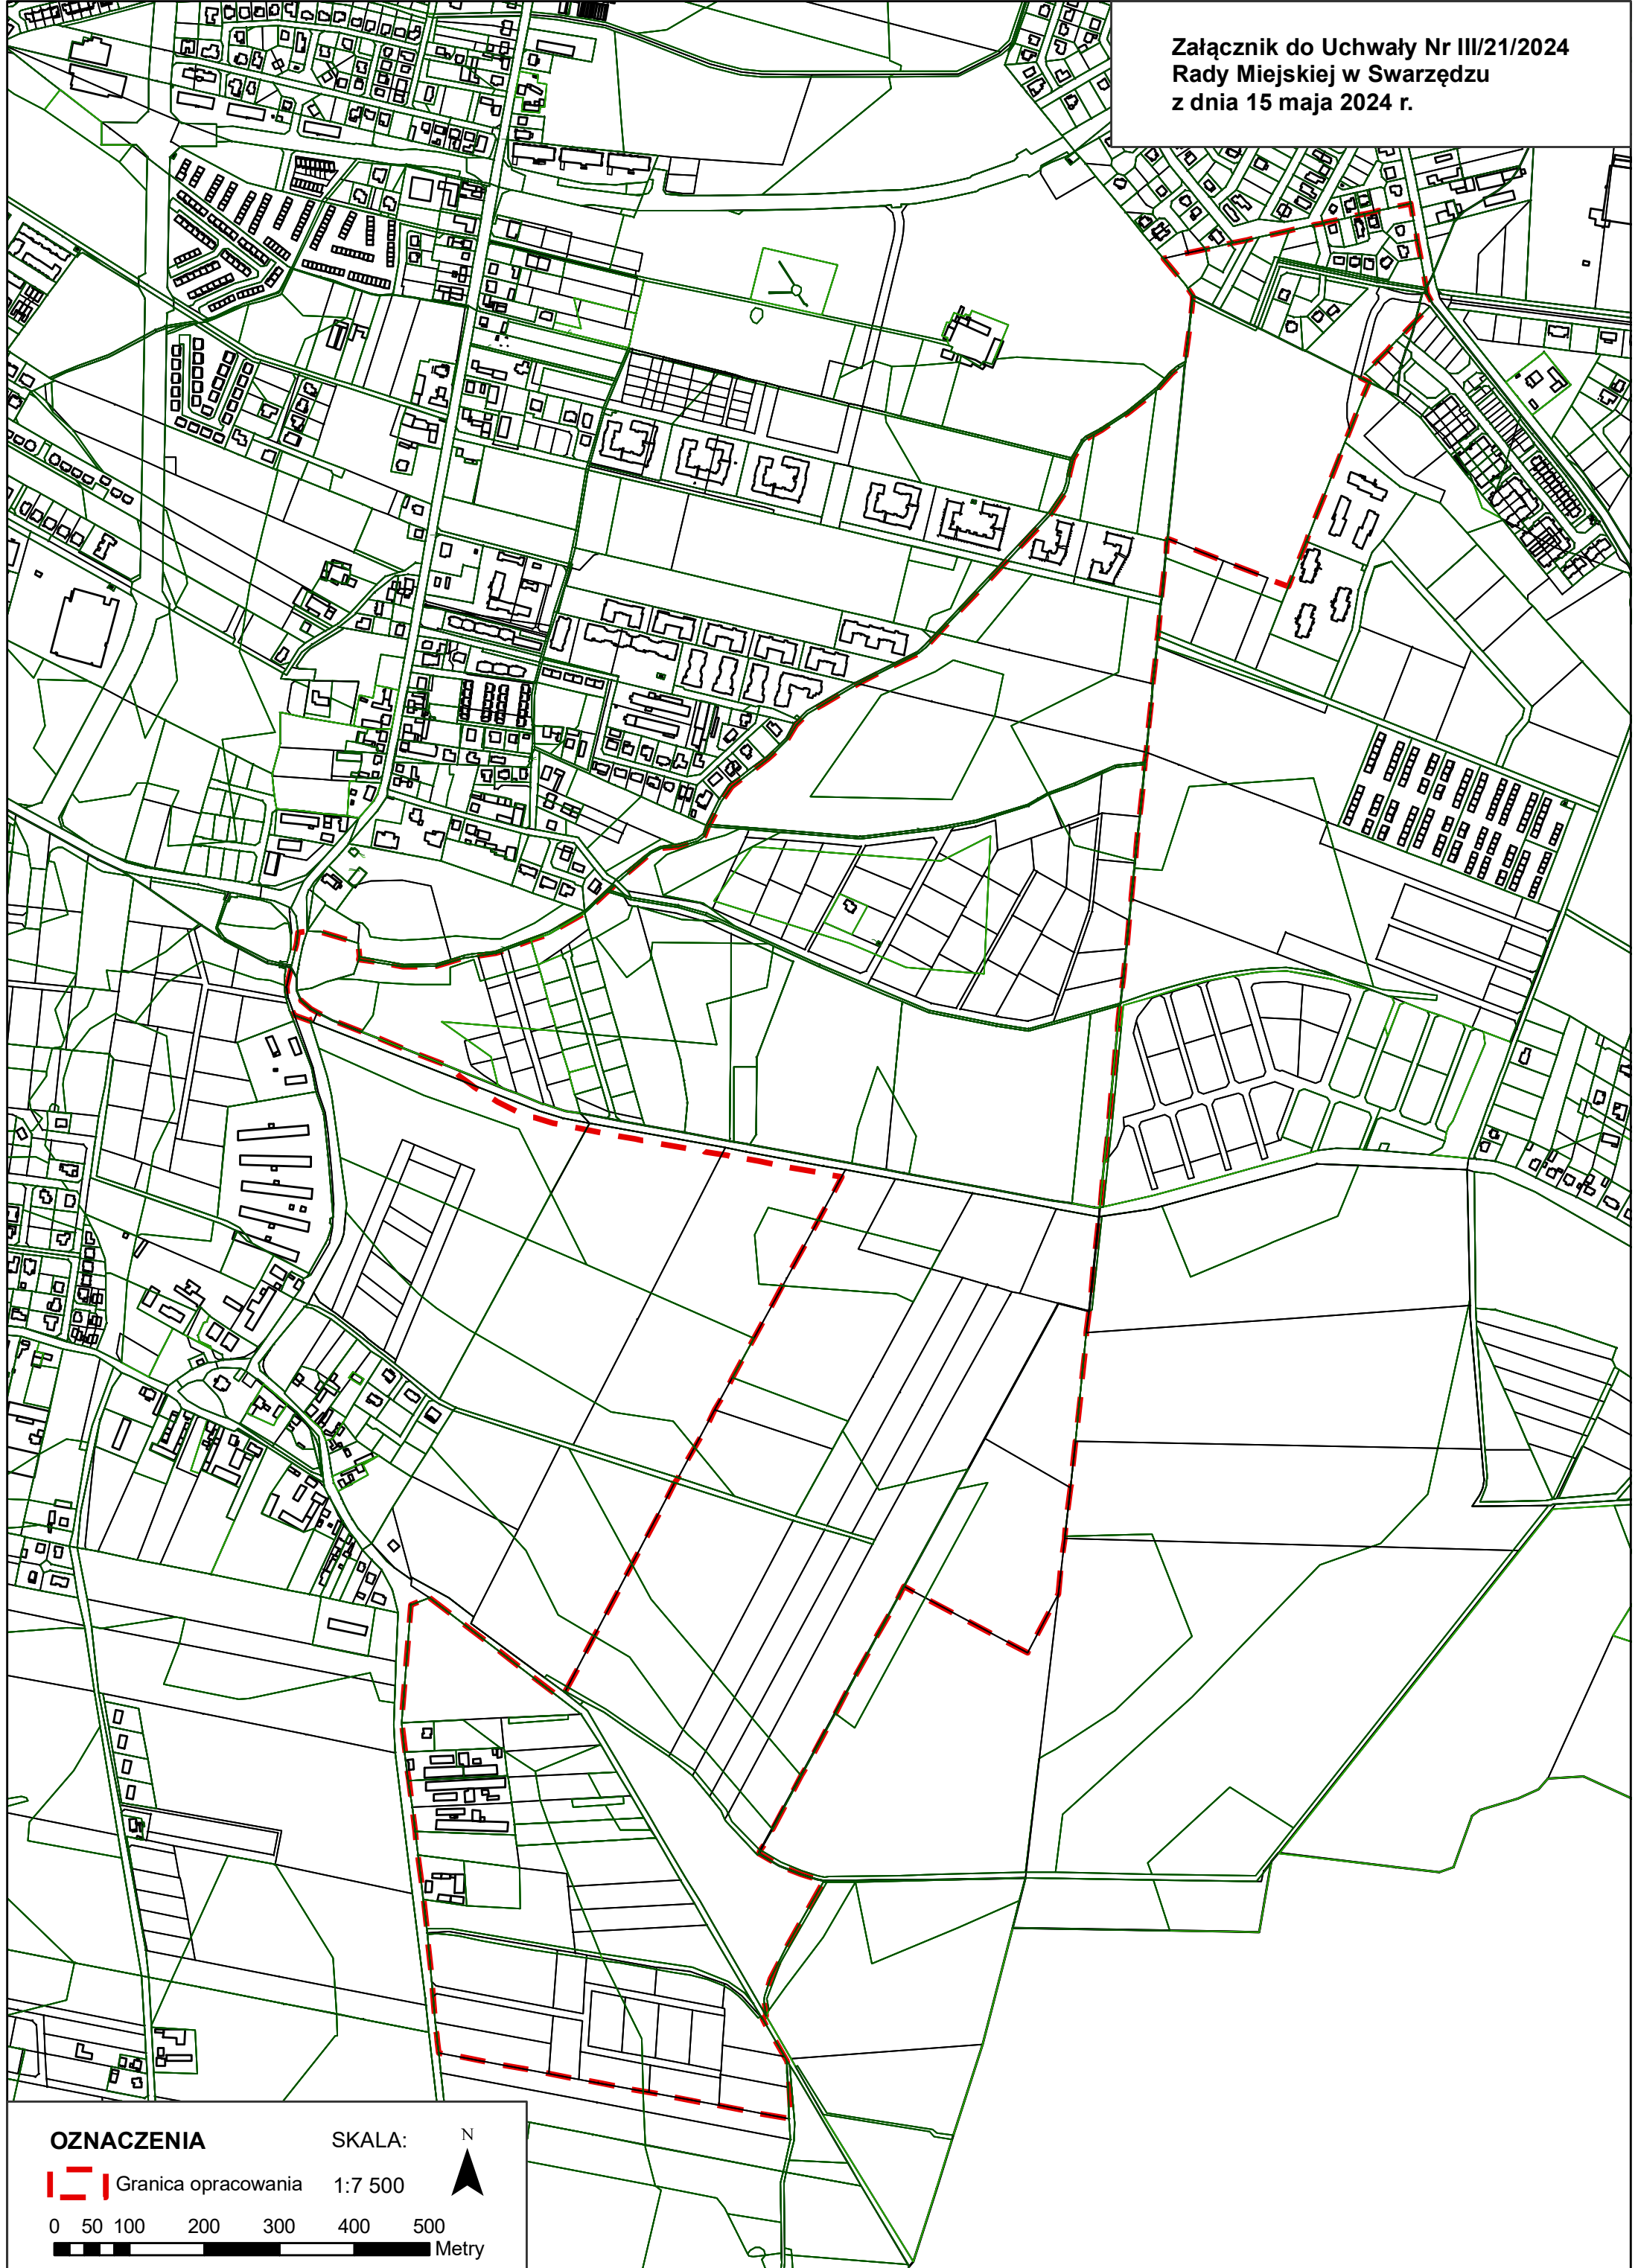 Załącznik do Uchwały Nr III/21/2024
Rady Miejskiej w Swarzędzu
z dnia 15 maja 2024 r.
OZNACZENIA
SKALA:
N
Granica opracowania
1:7 500
0 50 100 200 300 400 500
Metry